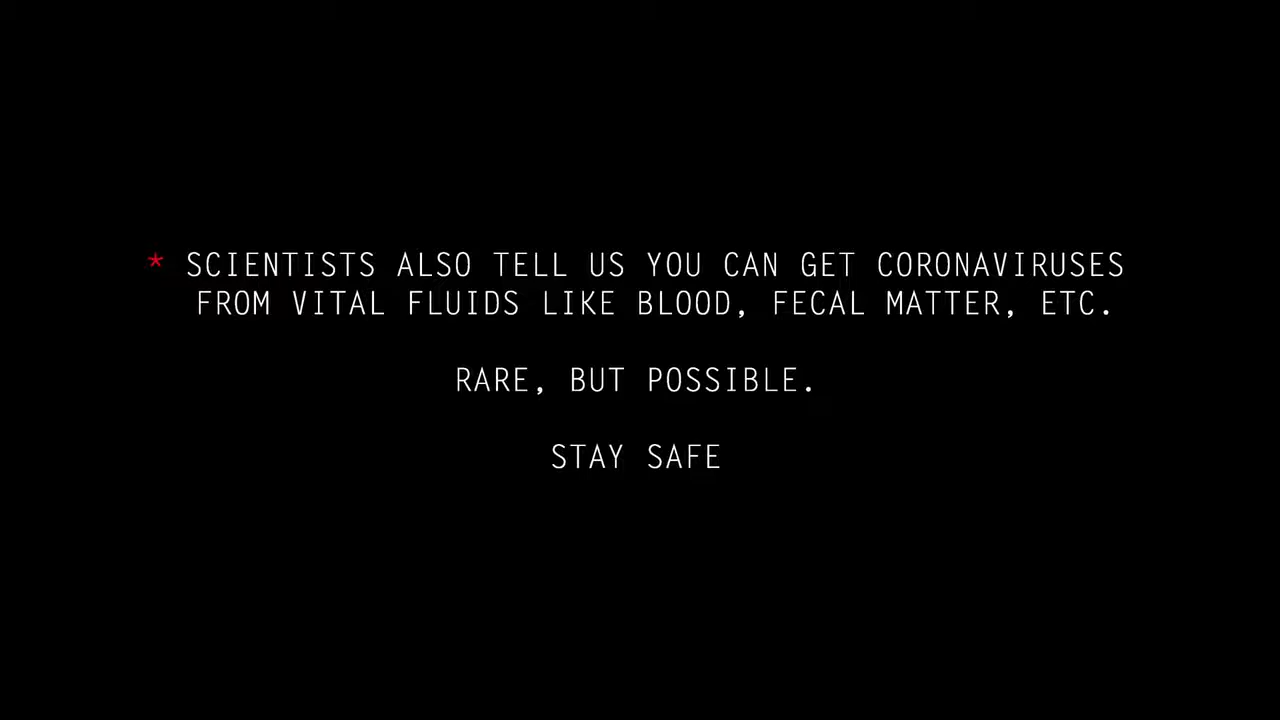 * SCIENTISTS ALSO TELL US YOU CAN GET CORONAVIRUSES
FROM VITAL FLUIDS LIKE BLOOD, FECAL MATTER, ETC.
RARE, BUT POSSIBLE.
STAY SAFE